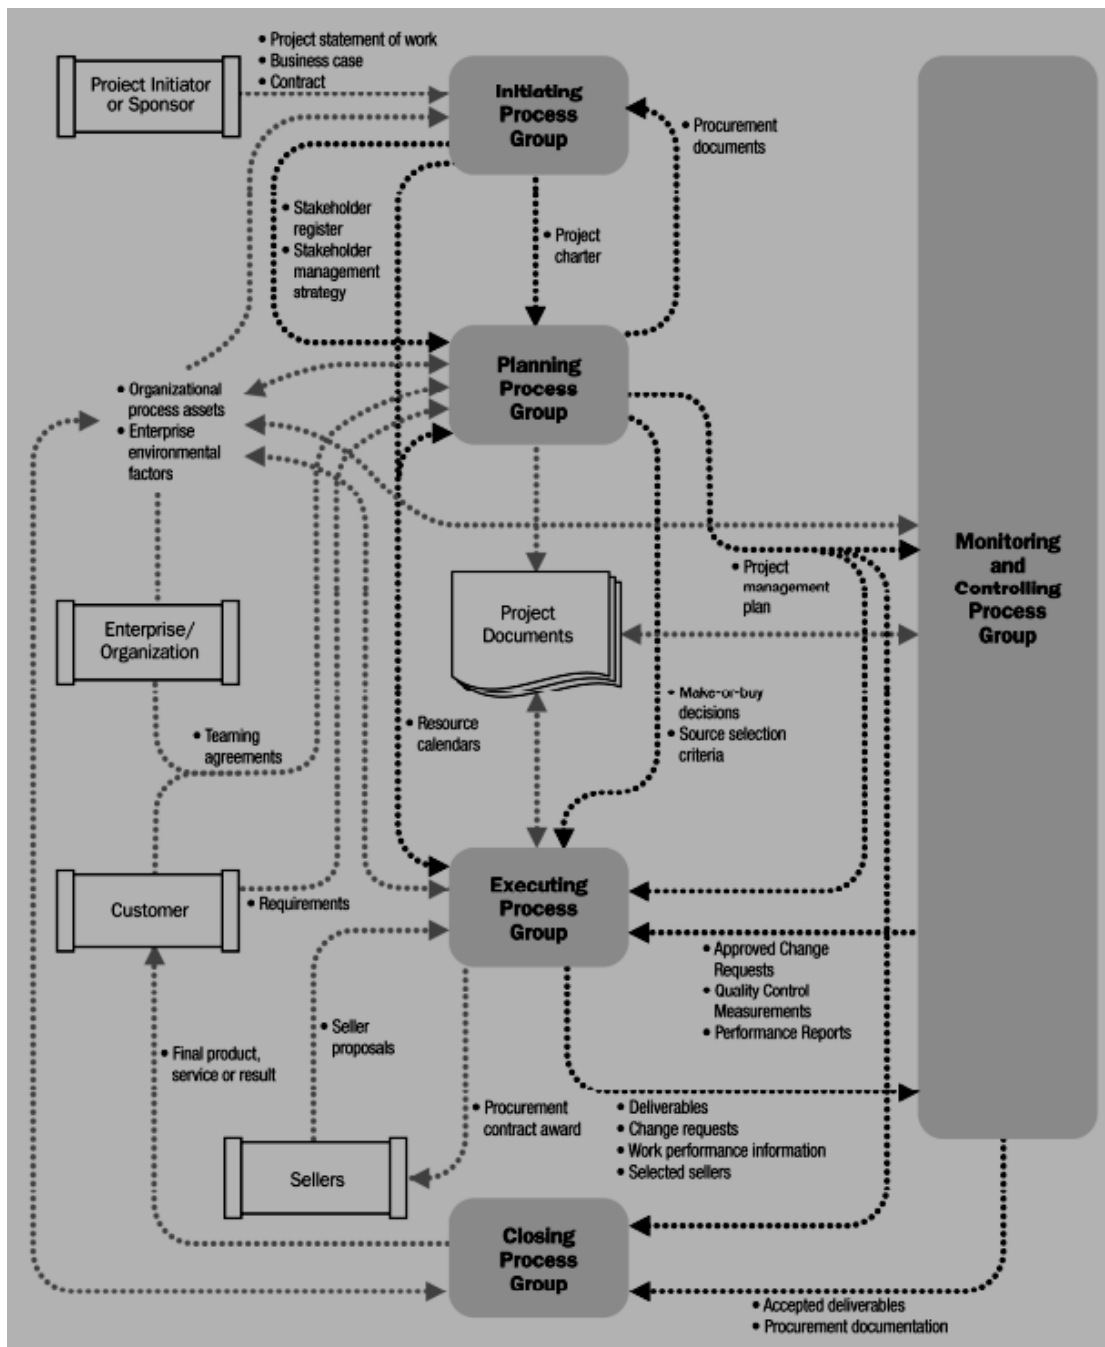 • Project statement of work
• Business case
• Contract
Project Initiator
or Sponsor
Initiating
Process
Group
• Procurement
documents
• Stakeholder
register
• Stakeholder
management
strategy
• Project
charter
Planning
Process
Group
• Organizational
process assets
• Enterprise
environmental
factors
Monitoring
and
Controlling
Process
Group
• Project
management
plan
Project
Documents
Enterprise/
Organization
• Make-or-buy
decisions
• Source selection
criteria
• Resource
calendars
• Teaming
agreements
Executing
Process
Group
Customer
• Requirements
• Approved Change
Requests
• Quality Control
Measurements
• Performance Reports
• Seller
proposals
• Final product,
service or result
• Procurement
contract award
• Deliverables
• Change requests
• Work performance information
• Selected sellers
Sellers
Closing
Process
Group
• Accepted deliverables
• Procurement documentation